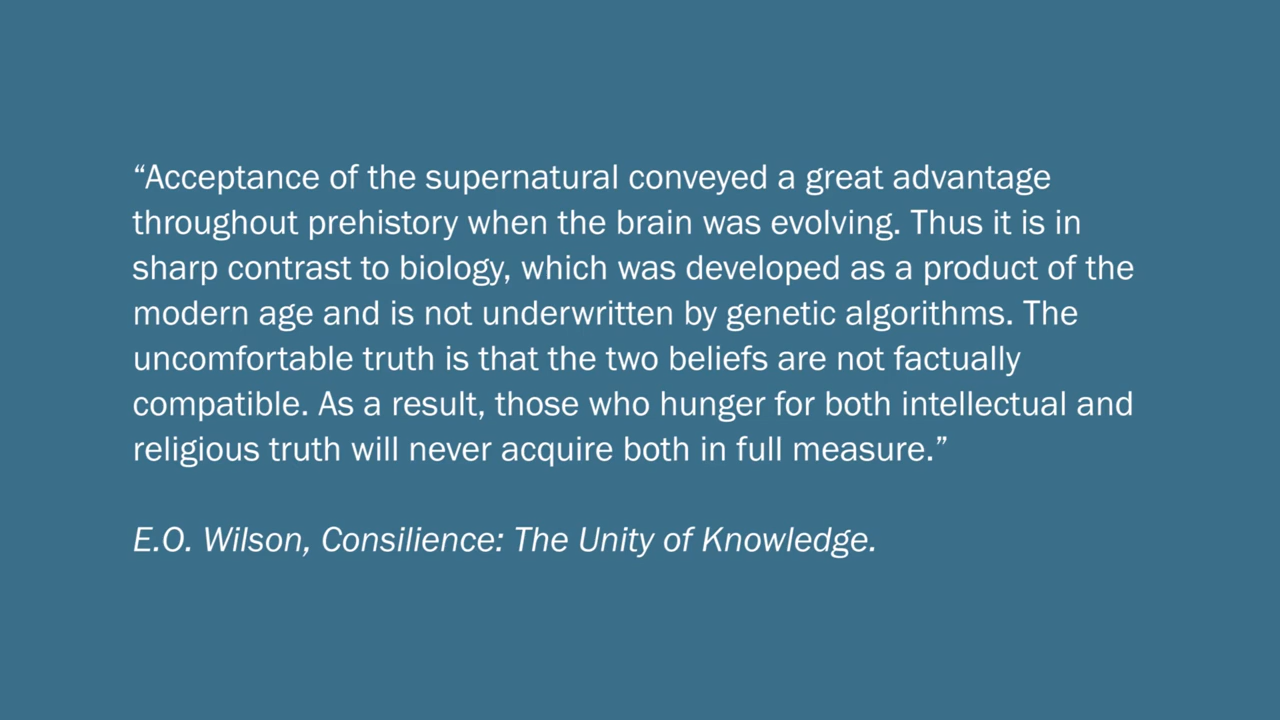 “Acceptance of the supernatural conveyed a great advantage
throughout prehistory when the brain was evolving. Thus it is in
sharp contrast to biology, which was developed as a product of the
modern age and is not underwritten by genetic algorithms. The
uncomfortable truth is that the two beliefs are not factually
compatible. As a result, those who hunger for both intellectual and
religious truth will never acquire both in full measure.”
E.O. Wilson, Consilience: The Unity of Knowledge.